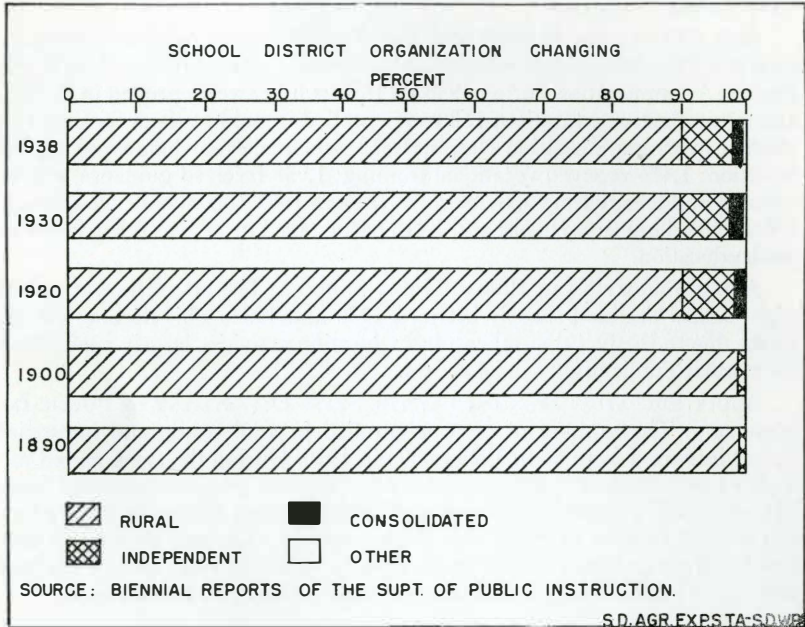 SCHOOL DISTRICT ORGANIZATION CHANGING
PERCENT
0 10 20 30 40 50 60 70 80 90 100
1938
1930
1920
1900
1890
RURAL CONSOLIDATED
INDEPENDENT OTHER
SOURCE: BIENNIAL REPORTS OF THE SUPT. OF PUBLIC INSTRUCTION.
S.D. AGR. EXP. STA-S.D.WPA